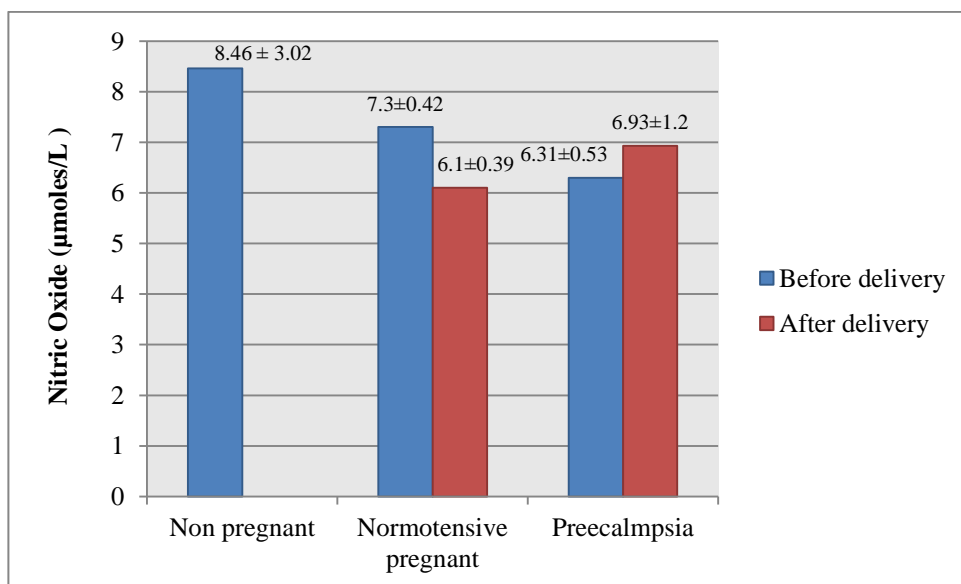 Nitric Oxide (µmoles/L )
9
8
7
6
5
4
3
2
1
0
8.46 ± 3.02
7.3±0.42
6.1±0.39
6.31±0.53
6.93±1.2
Non pregnant
Normotensive
pregnant
Preecalmpsia
Before delivery
After delivery